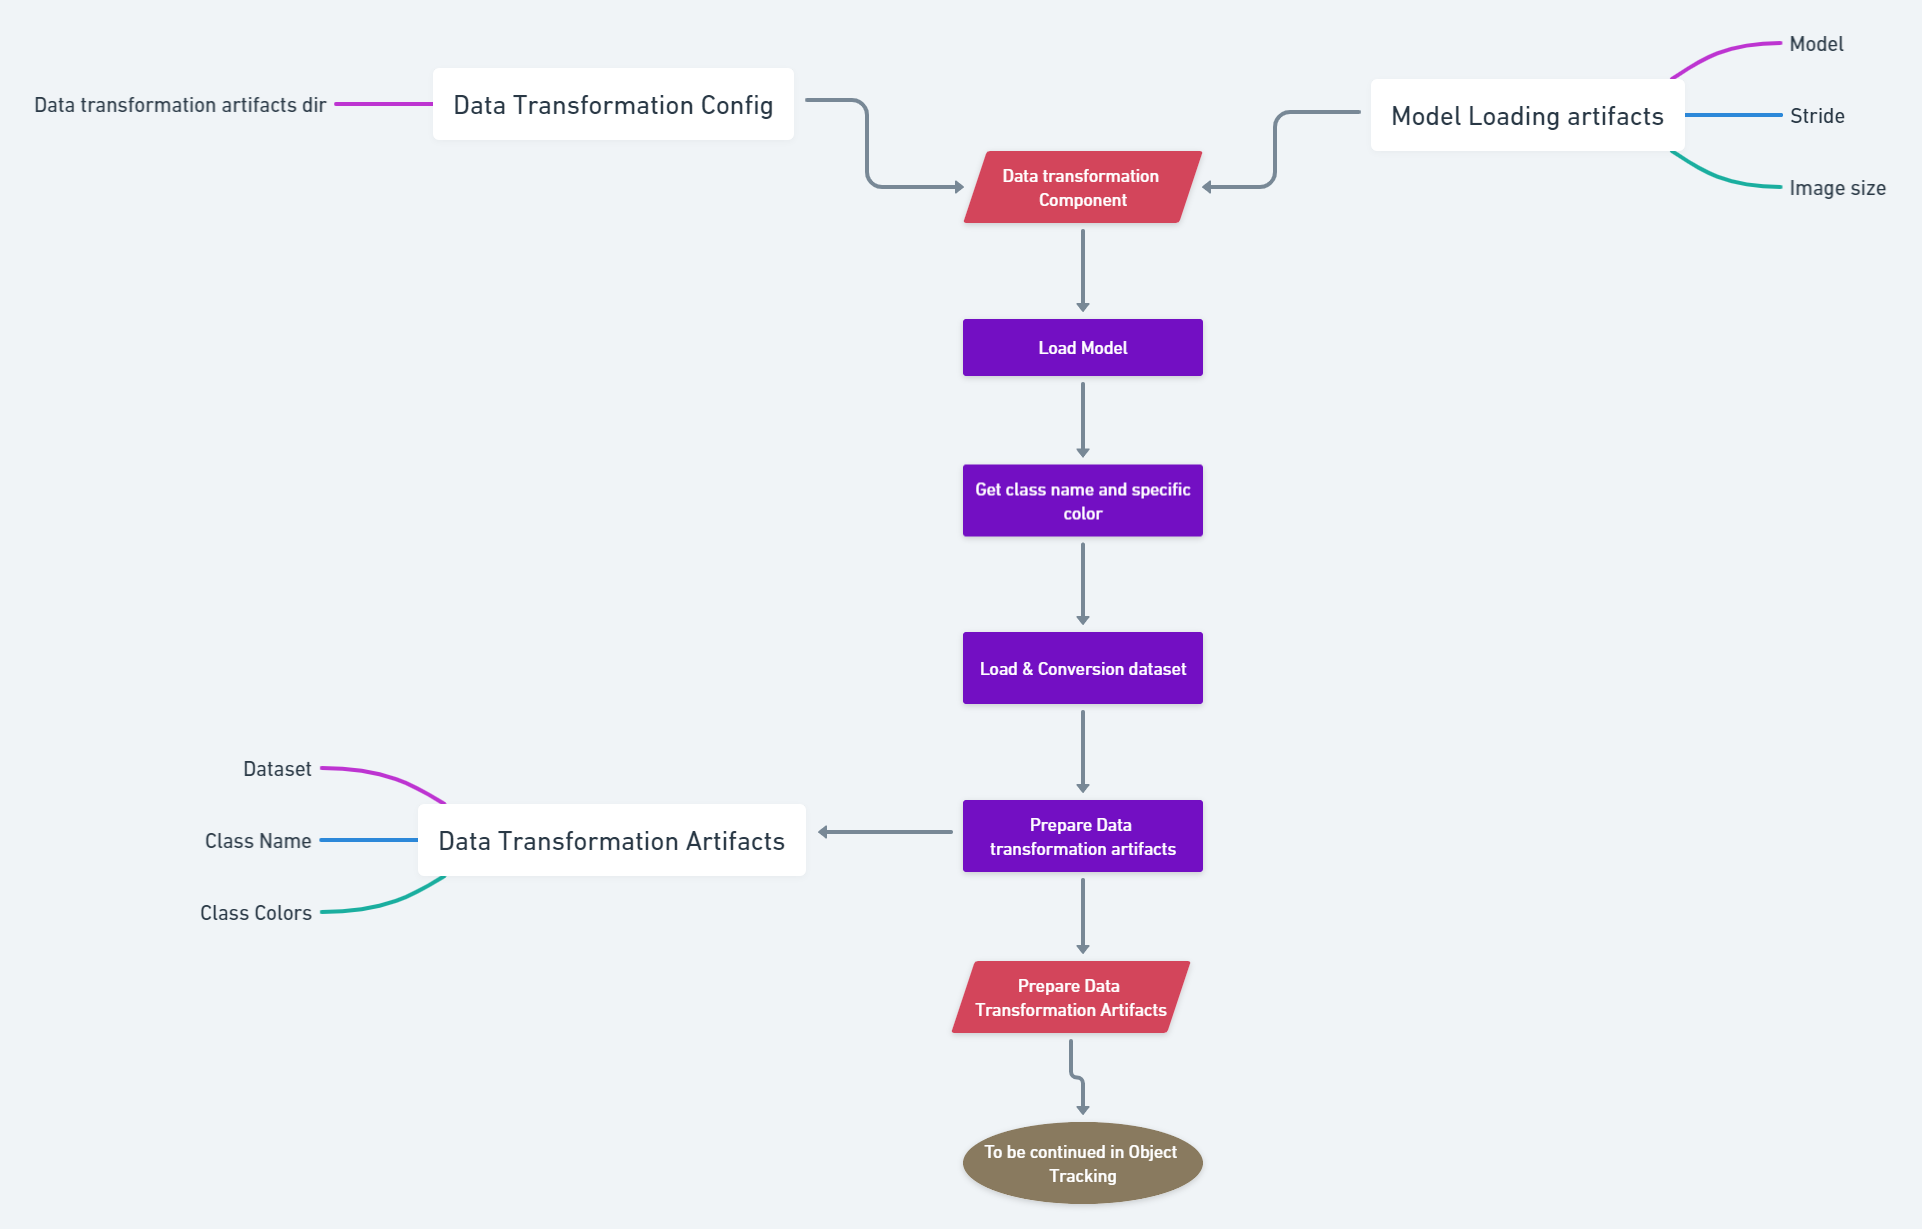 Data transformation artifacts dir
Data Transformation Config
Model Loading artifacts
Model
Stride
Image size
Data transformation
Component
Load Model
Get class name and specific
color
Load & Conversion dataset
Dataset
Class Name
Class Colors
Data Transformation Artifacts
Prepare Data
transformation artifacts
Prepare Data
Transformation Artifacts
To be continued in Object
Tracking